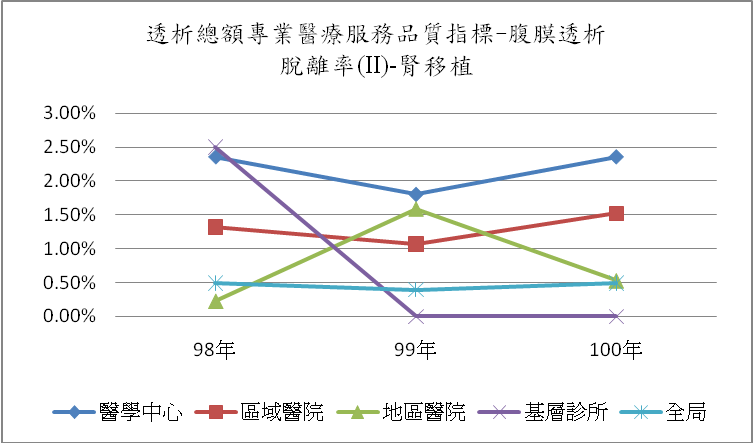 透析總額專業醫療服務品質指標-腹膜透析
脫離率(II)-腎移植
3.00%
2.50%
2.00%
1.50%
1.00%
0.50%
0.00%
98年 99年 100年
醫學中心 區域醫院 地區醫院 基層診所 全局